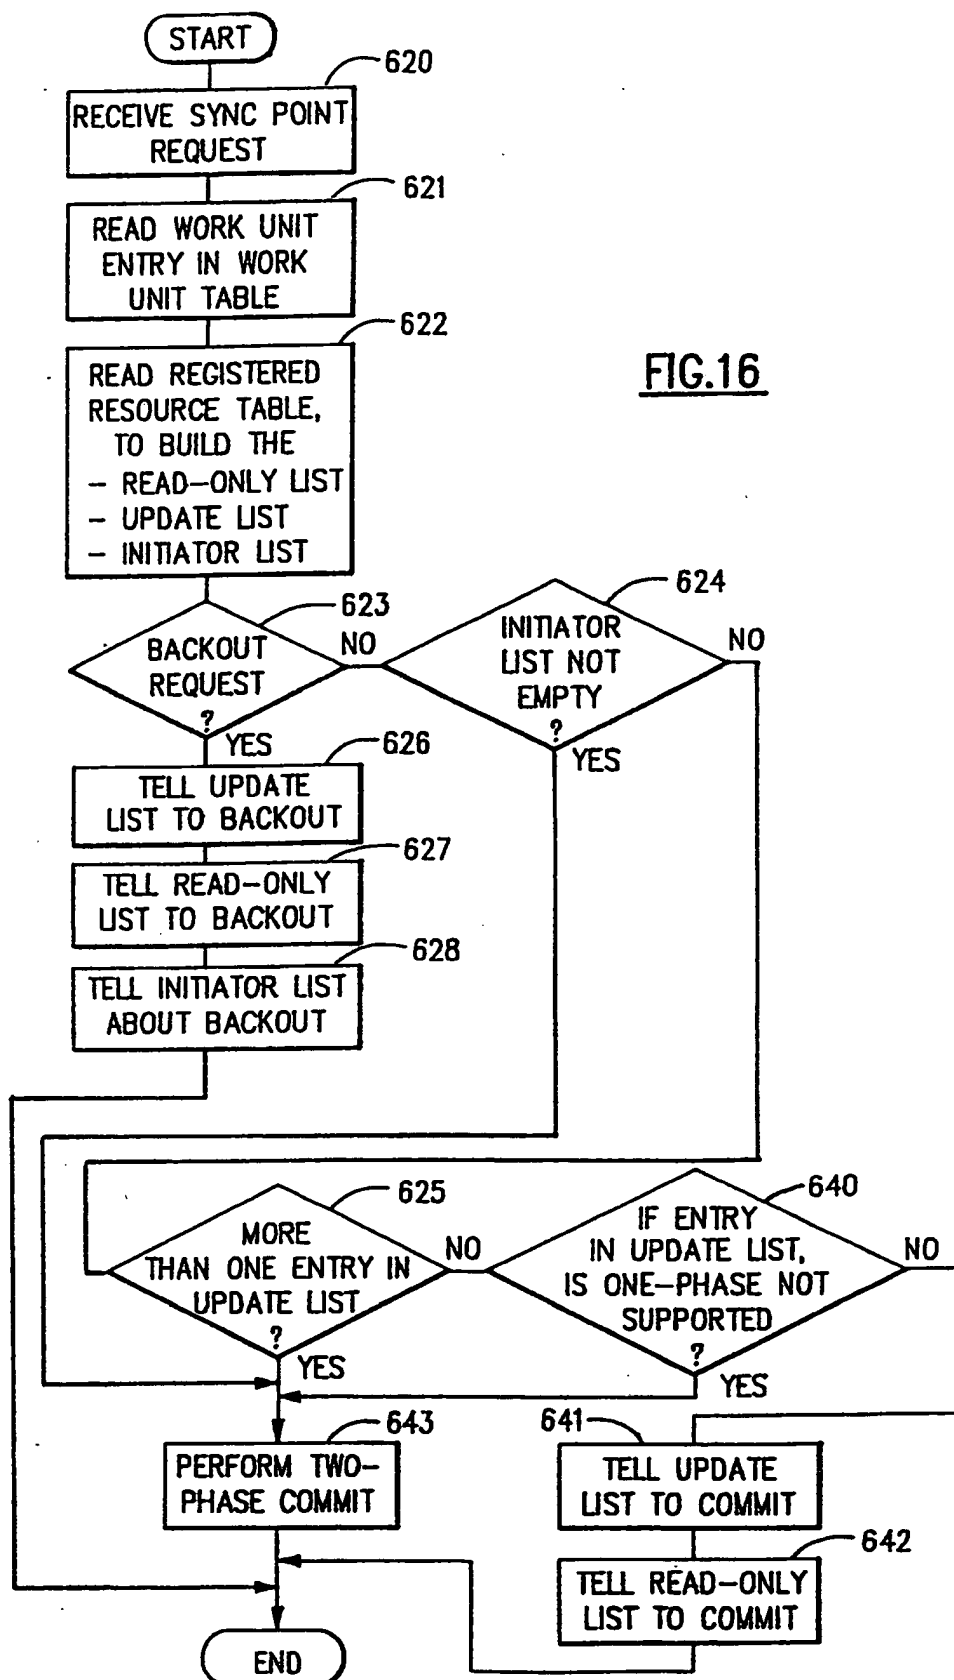 START
620
RECEIVE SYNC POINT
REQUEST
621
READ WORK UNIT
ENTRY IN WORK
UNIT TABLE
622
READ REGISTERED
RESOURCE TABLE,
TO BUILD THE
- READ-ONLY LIST
- UPDATE LIST
- INITIATOR LIST
FIG.16
623
BACKOUT
REQUEST
?
NO
YES
624
INITIATOR
LIST NOT
EMPTY
?
NO
YES
626
TELL UPDATE
LIST TO BACKOUT
627
TELL READ-ONLY
LIST TO BACKOUT
628
TELL INITIATOR LIST
ABOUT BACKOUT
625
MORE
THAN ONE ENTRY IN
UPDATE LIST
?
NO
YES
640
IF ENTRY
IN UPDATE LIST,
IS ONE-PHASE NOT
SUPPORTED
?
NO
YES
643
PERFORM TWO-
PHASE COMMIT
641
TELL UPDATE
LIST TO COMMIT
642
TELL READ-ONLY
LIST TO COMMIT
END